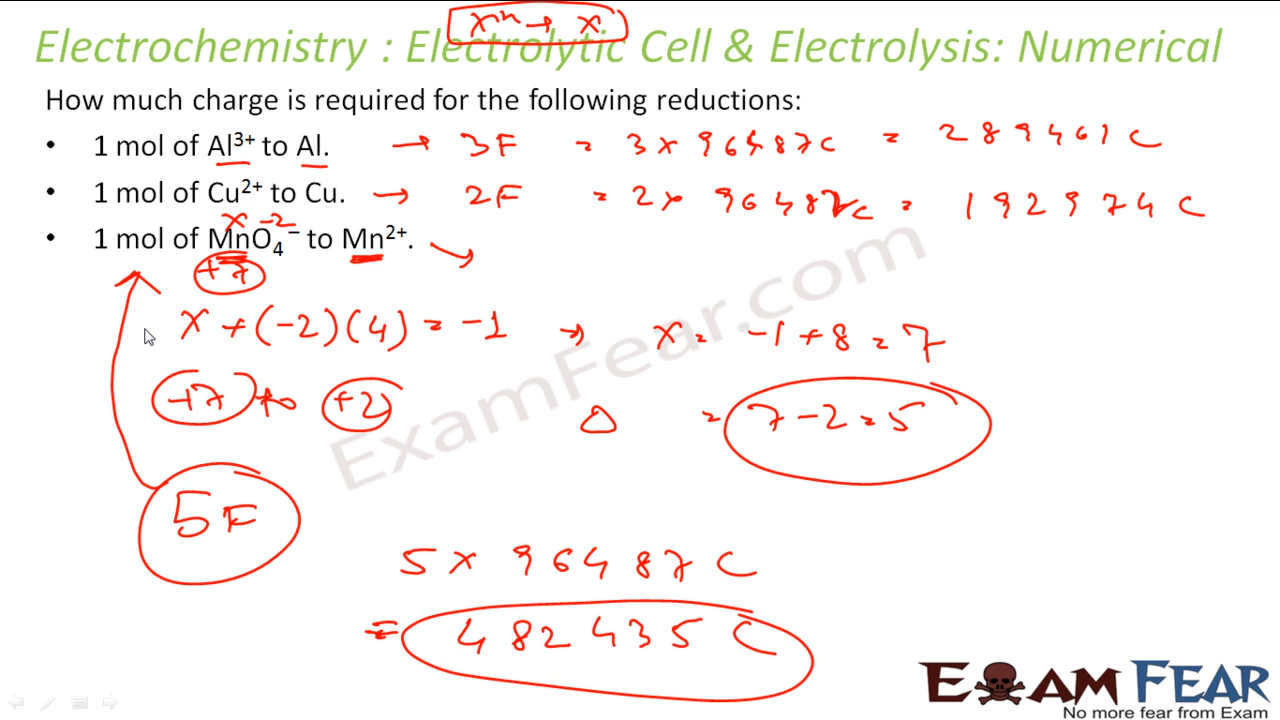 xⁿ → x
Electrochemistry : Electrolytic Cell & Electrolysis: Numerical
How much charge is required for the following reductions:
• 1 mol of Al³⁺ to Al. → 3F = 3 x 96487C = 289461 C
• 1 mol of Cu²⁺ to Cu. → 2F = 2 x 96487C = 192974 C
x -2
• 1 mol of MnO₄⁻ to Mn²⁺. →
+7
x + (-2)(4) = -1 → x = -1 + 8 = 7
+7 to +2 Δ = 7 - 2 = 5
5F
5 x 96487 C
= 482435 C
ExamFear.com
EXAM FEAR
No more fear from Exam